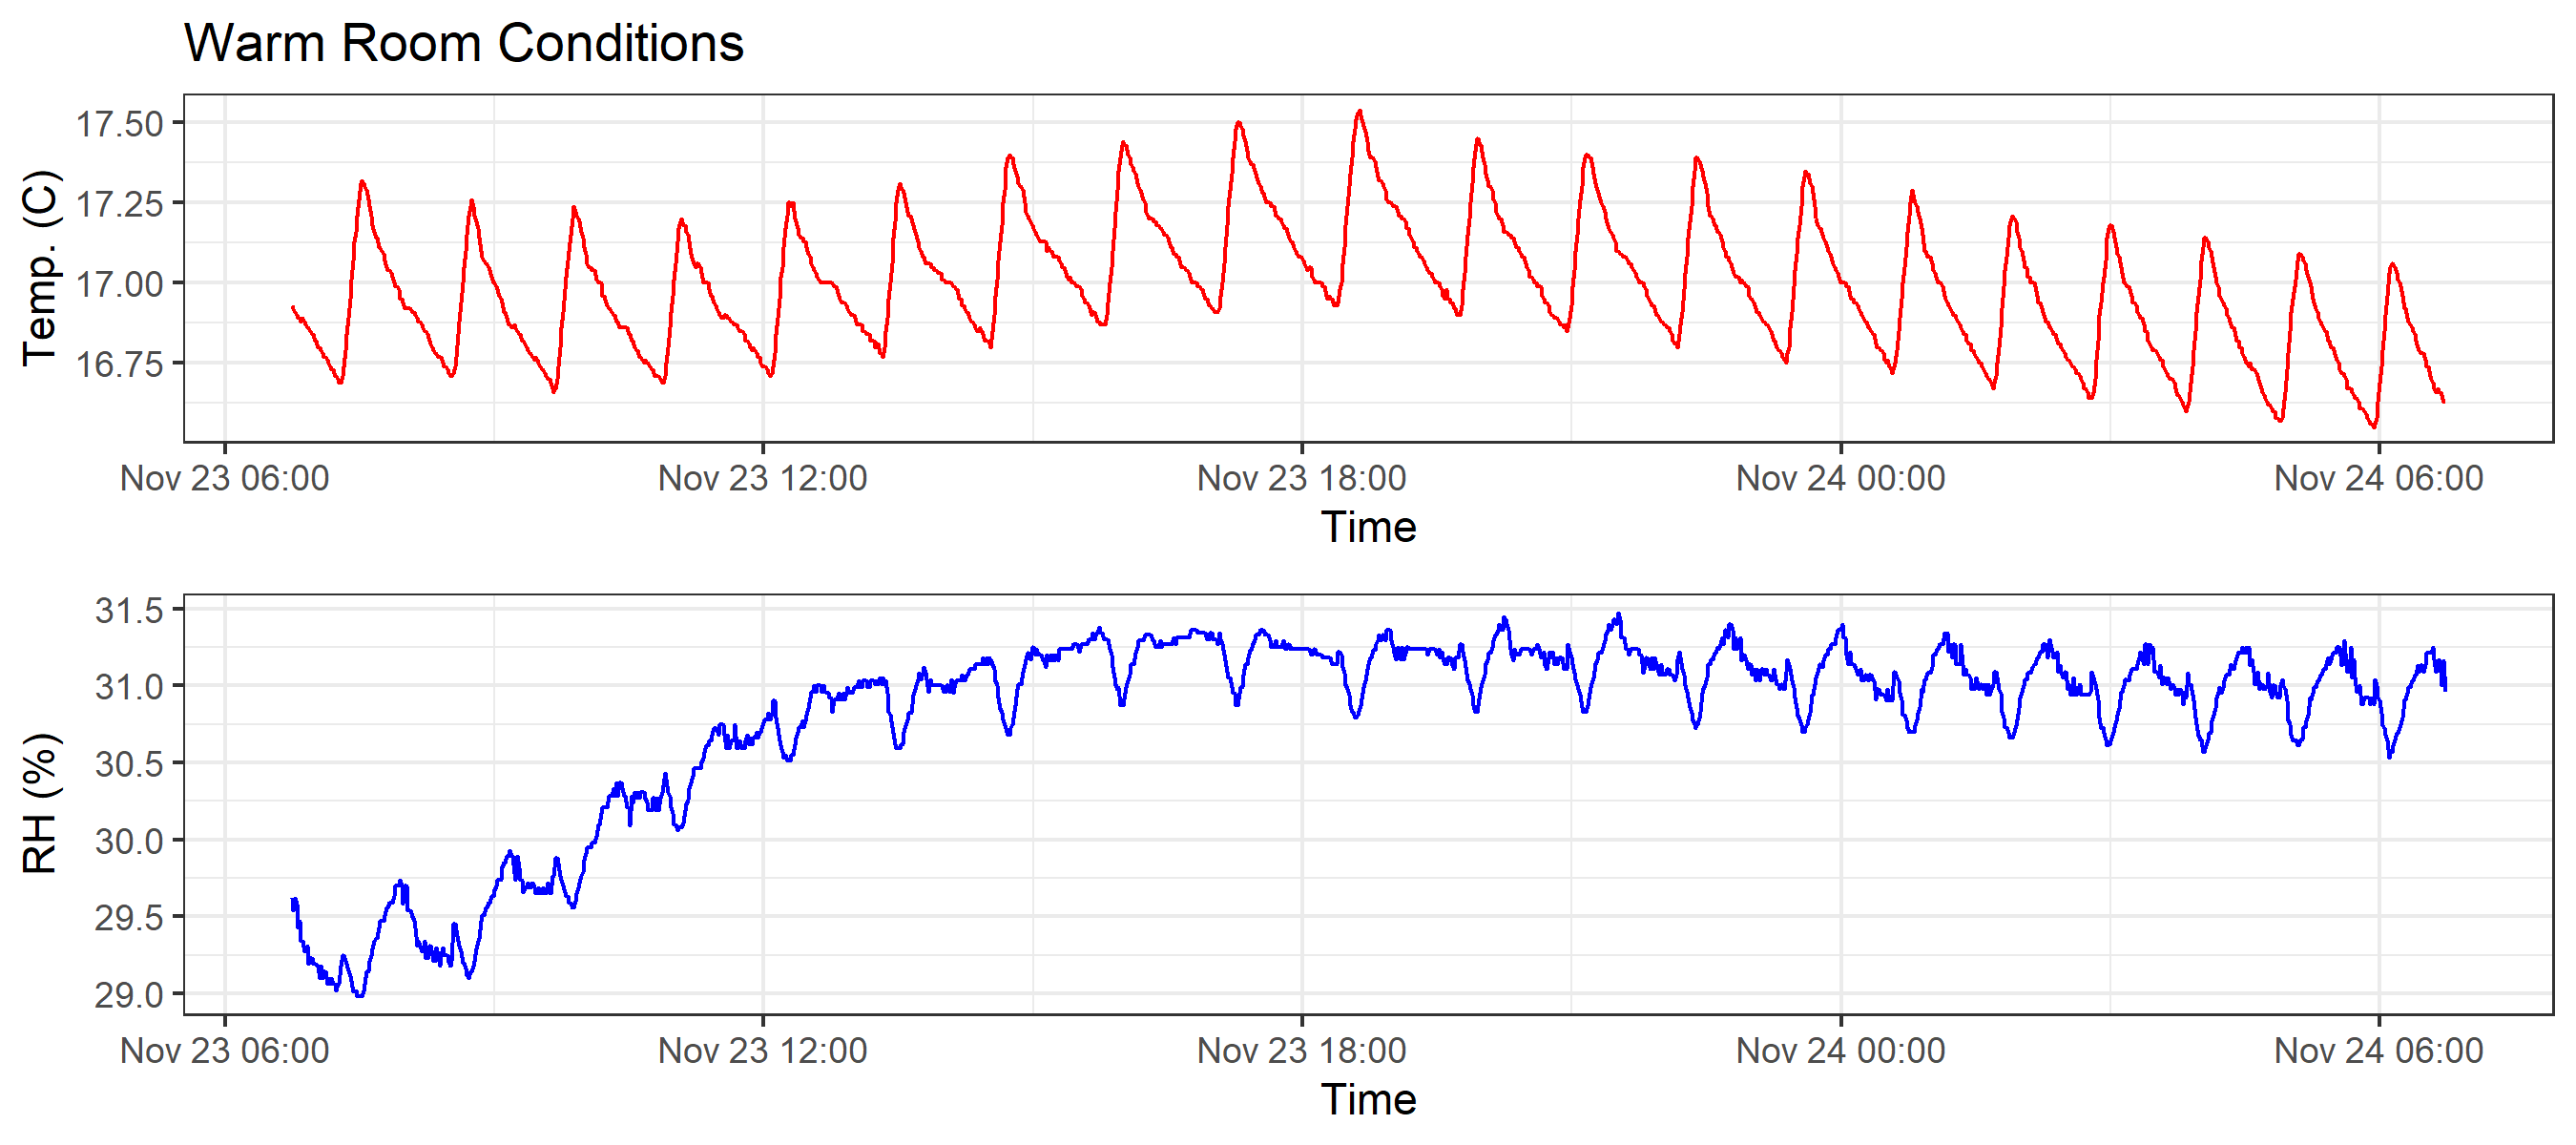 Warm Room Conditions
Temp. (C)
17.50
17.25
17.00
16.75
Nov 23 06:00 Nov 23 12:00 Nov 23 18:00 Nov 24 00:00 Nov 24 06:00
Time
RH (%)
31.5
31.0
30.5
30.0
29.5
29.0
Nov 23 06:00 Nov 23 12:00 Nov 23 18:00 Nov 24 00:00 Nov 24 06:00
Time